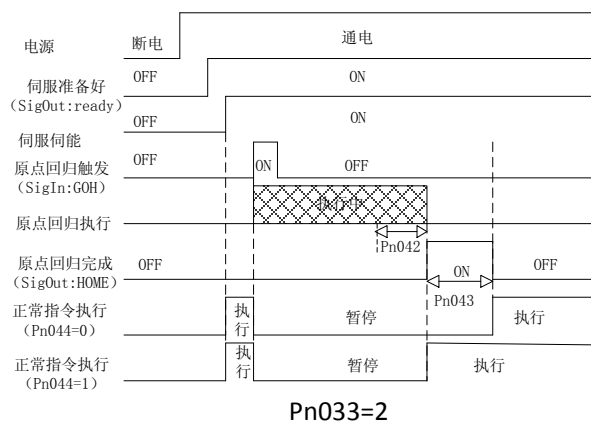 电源
断电
通电
伺服准备好
（SigOut:ready）
OFF
ON
伺服伺能
OFF
ON
原点回归触发
（SigIn:GOH）
OFF
ON
OFF
原点回归执行
执行中
Pn042
原点回归完成
（SigOut:HOME）
OFF
ON
OFF
Pn043
正常指令执行
（Pn044=0）
执行
暂停
执行
正常指令执行
（Pn044=1）
执行
暂停
执行
Pn033=2